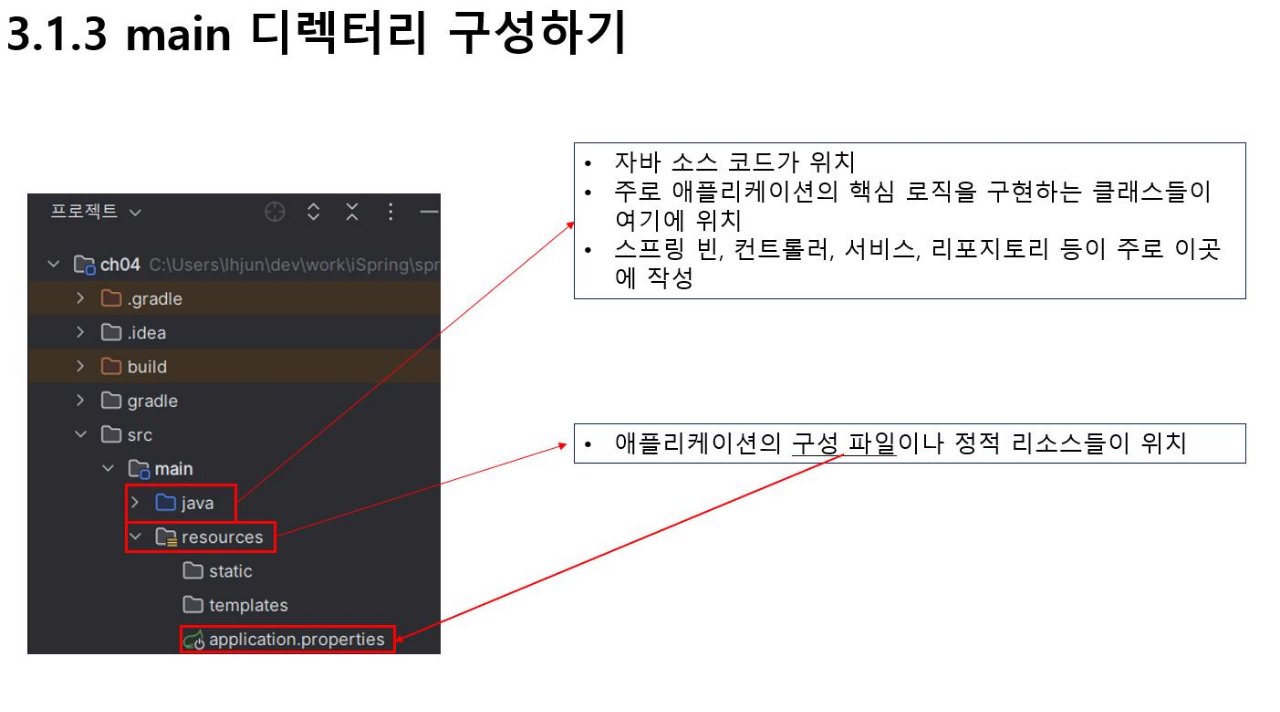 3.1.3 main 디렉터리 구성하기
프로젝트
ch04 C:\Users\lhjun\dev\work\iSpring\spr
.gradle
.idea
build
gradle
src
main
java
resources
static
templates
application.properties
• 자바 소스 코드가 위치
• 주로 애플리케이션의 핵심 로직을 구현하는 클래스들이
여기에 위치
• 스프링 빈, 컨트롤러, 서비스, 리포지토리 등이 주로 이곳
에 작성
• 애플리케이션의 구성 파일이나 정적 리소스들이 위치